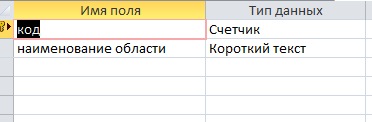 Имя поля Тип данных
код Счетчик
наименование области Короткий текст